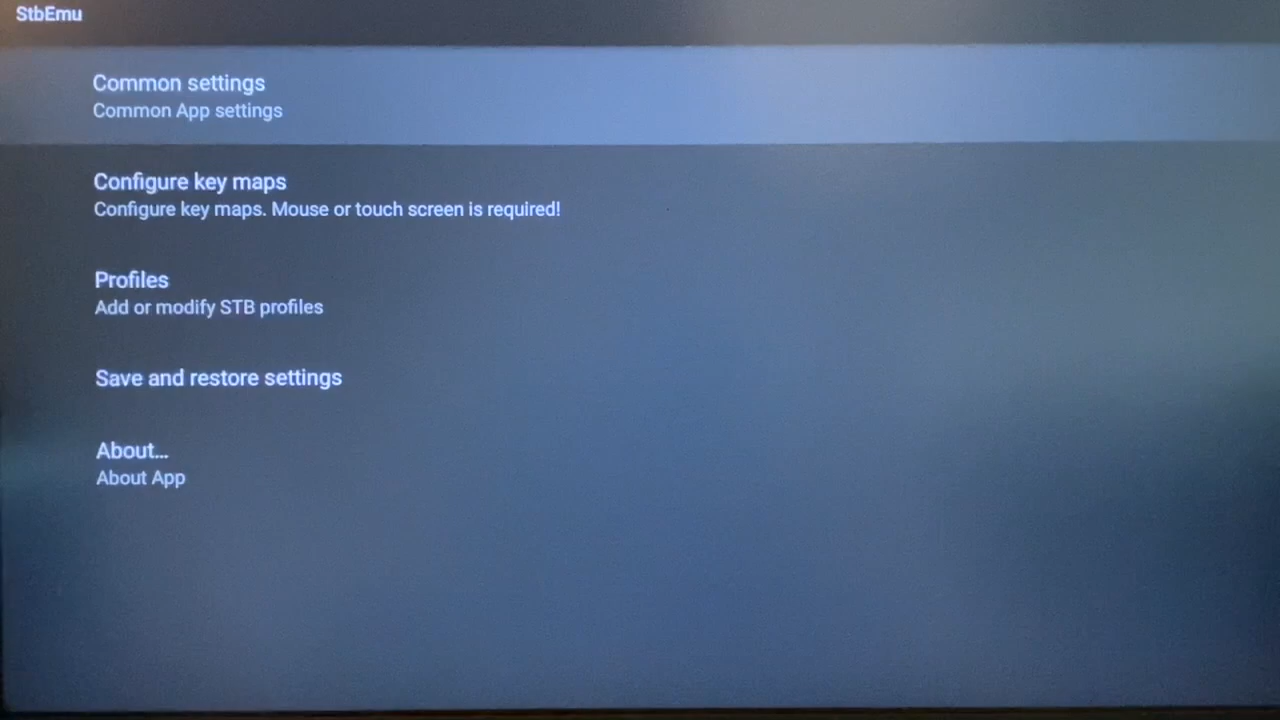 StbEmu
Common settings
Common App settings
Configure key maps
Configure key maps. Mouse or touch screen is required!
Profiles
Add or modify STB profiles
Save and restore settings
About...
About App